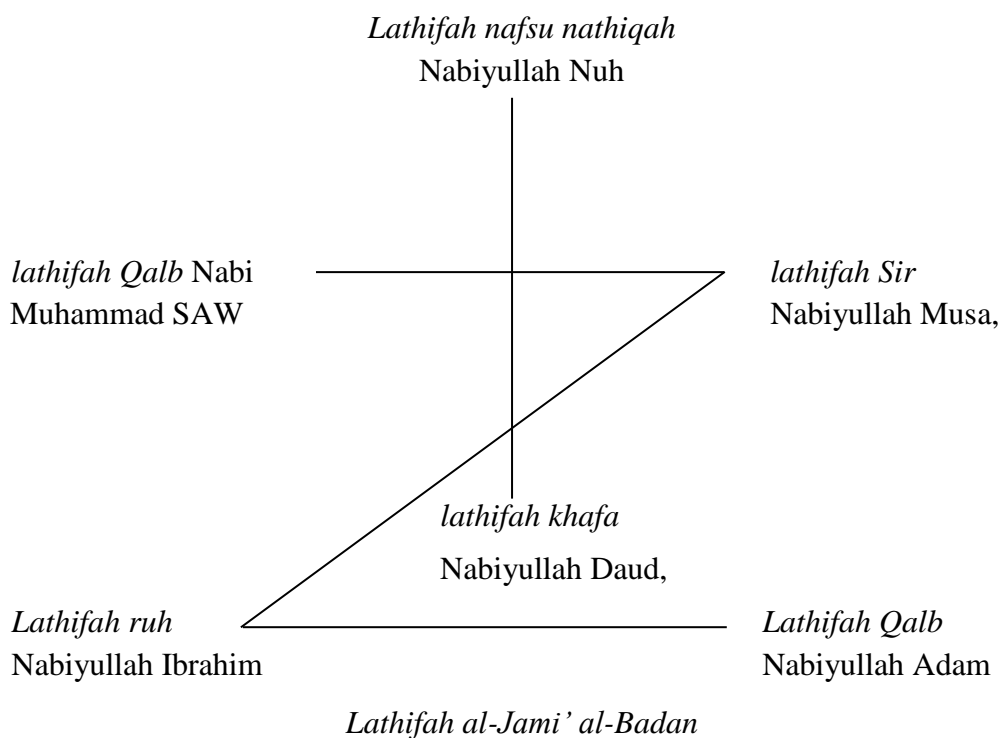 Lathifah nafsu nathiqah
Nabiyullah Nuh
lathifah Qalb Nabi
Muhammad SAW
lathifah Sir
Nabiyullah Musa,
lathifah khafa
Nabiyullah Daud,
Lathifah ruh
Nabiyullah Ibrahim
Lathifah Qalb
Nabiyullah Adam
Lathifah al-Jami’ al-Badan